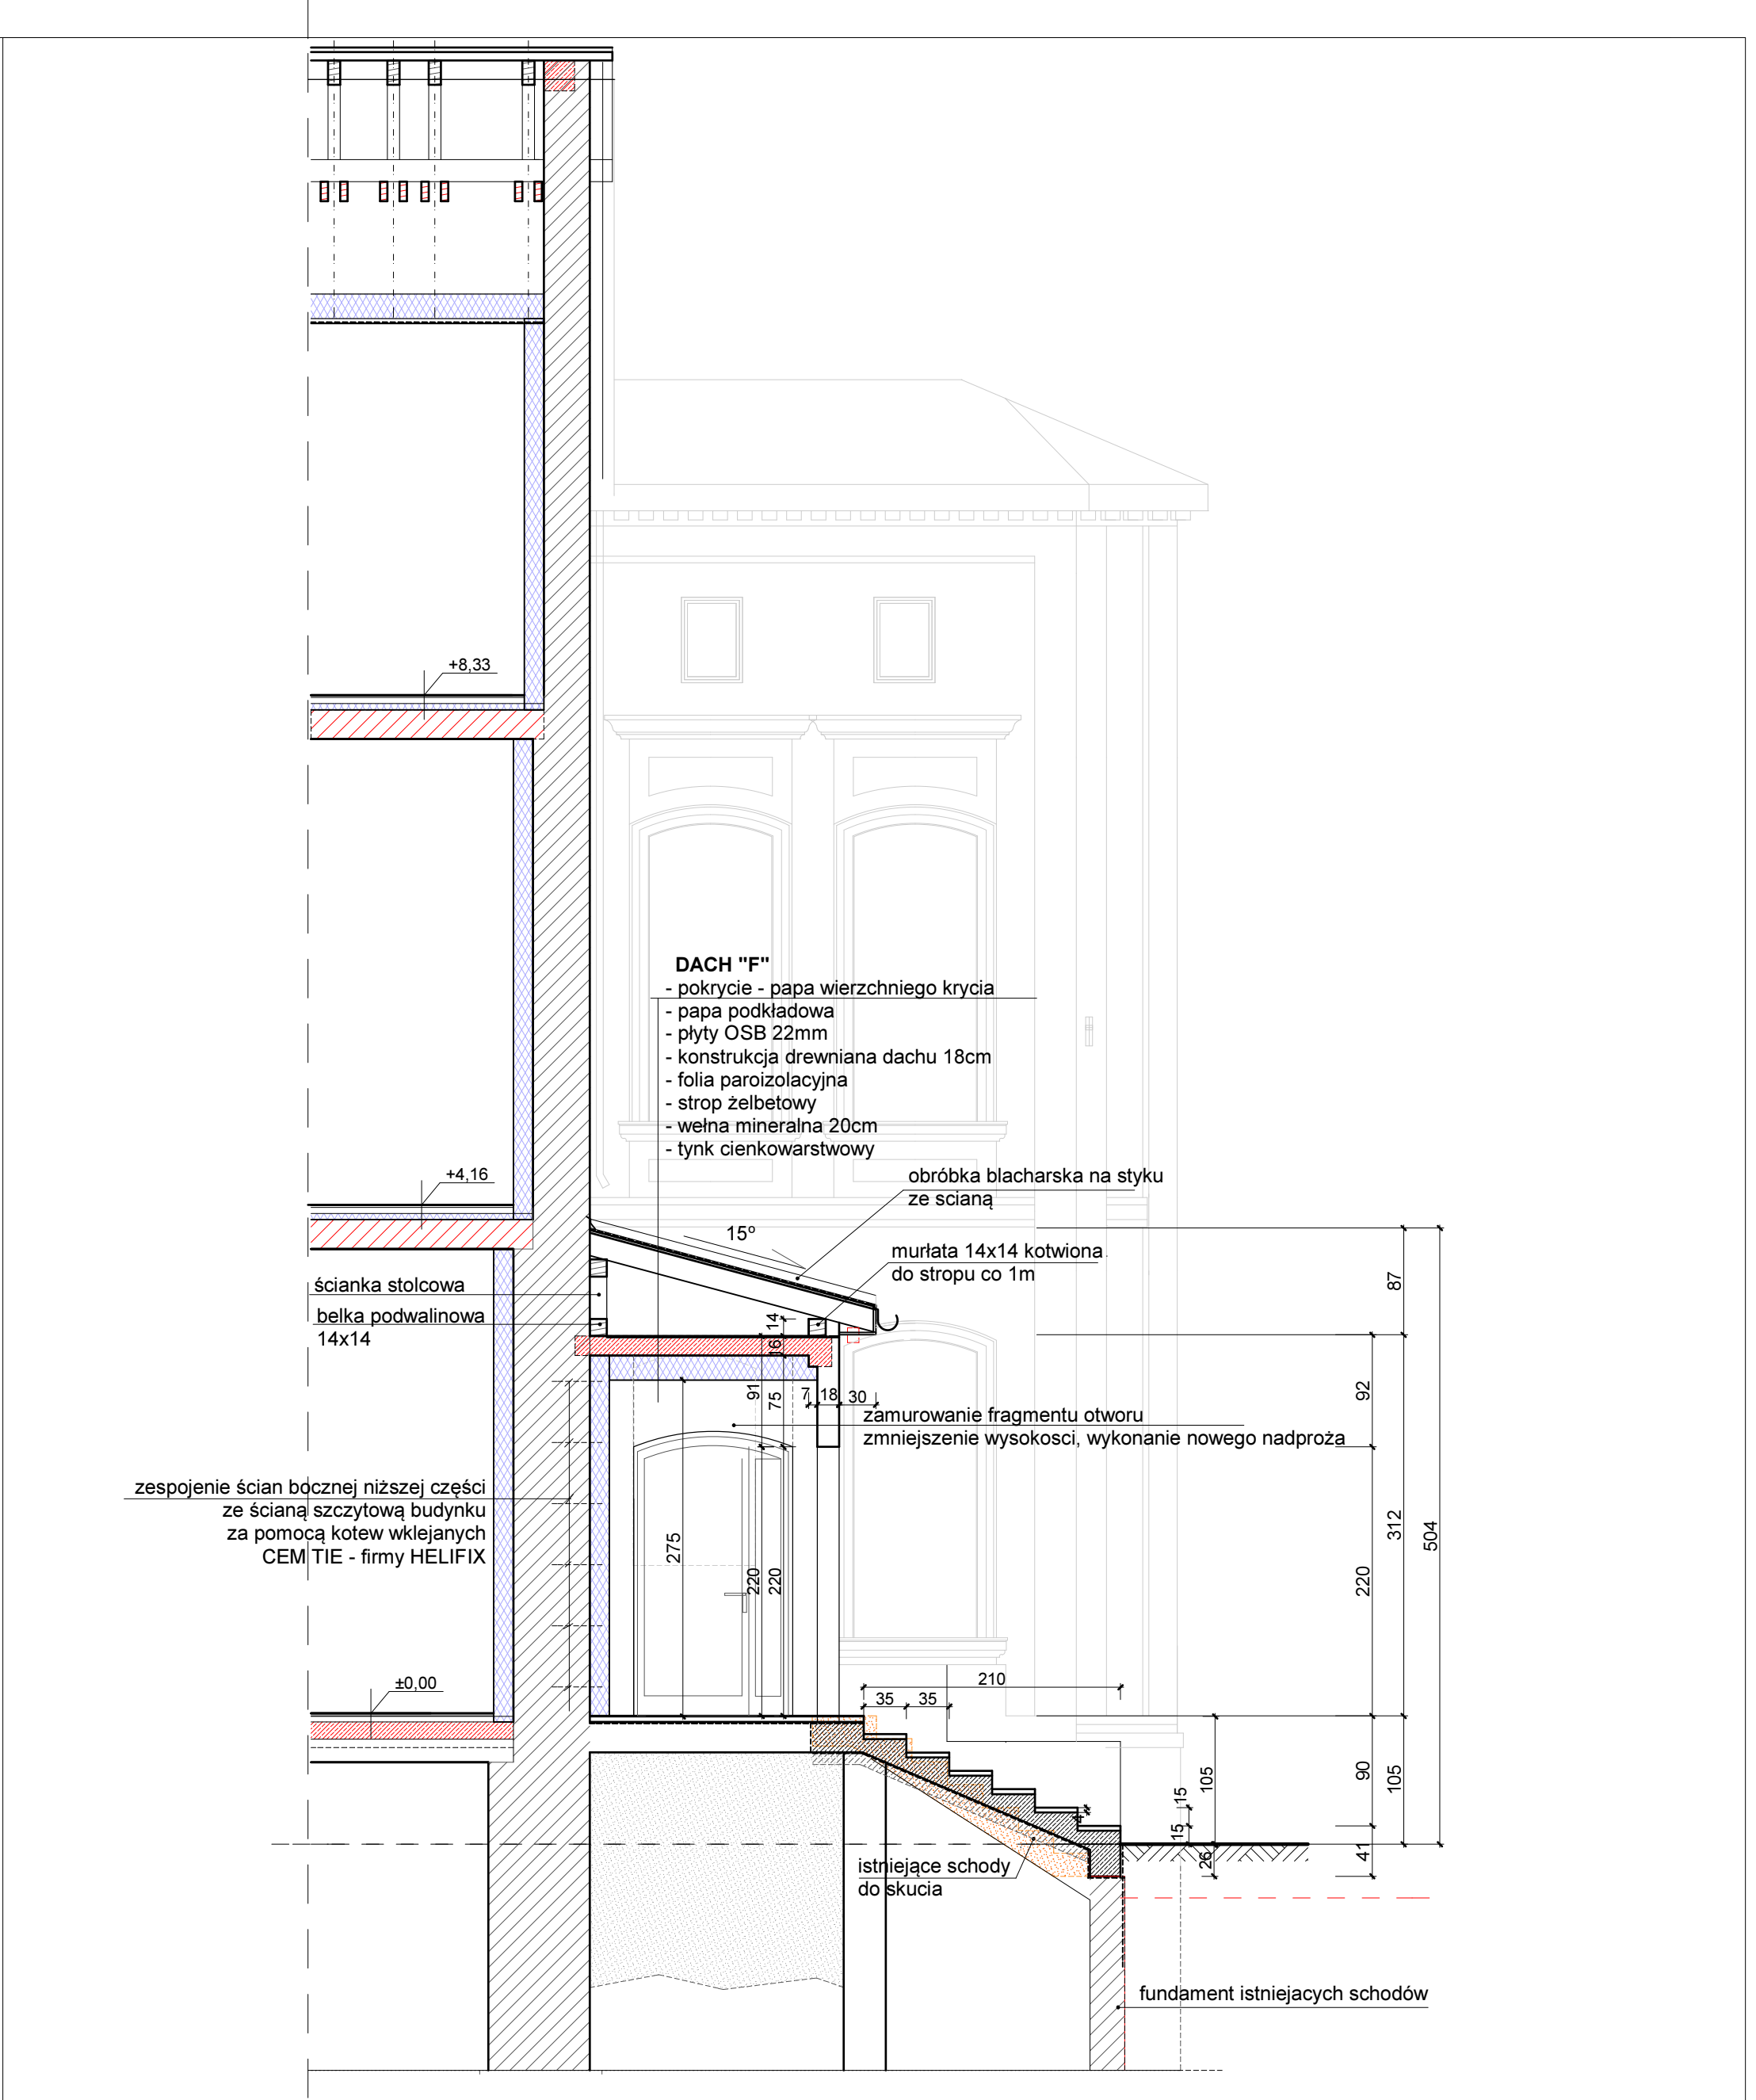 +8,33
DACH "F"
- pokrycie - papa wierzchniego krycia
- papa podkładowa
- płyty OSB 22mm
- konstrukcja drewniana dachu 18cm
- folia paroizolacyjna
- strop żelbetowy
- wełna mineralna 20cm
- tynk cienkowarstwowy
+4,16
obróbka blacharska na styku
ze scianą
15°
murłata 14x14 kotwiona
do stropu co 1m
87
ścianka stolcowa
belka podwalinowa
14x14
14
16
91
75
7
18
30
92
zamurowanie fragmentu otworu
zmniejszenie wysokosci, wykonanie nowego nadproża
zespojenie ścian bocznej niższej części
ze ścianą szczytową budynku
za pomocą kotew wklejanych
CEM TIE - firmy HELIFIX
275
220
220
220
312
504
±0,00
210
35
35
105
90
105
15
15
4
26
41
istniejące schody
do skucia
fundament istniejacych schodów